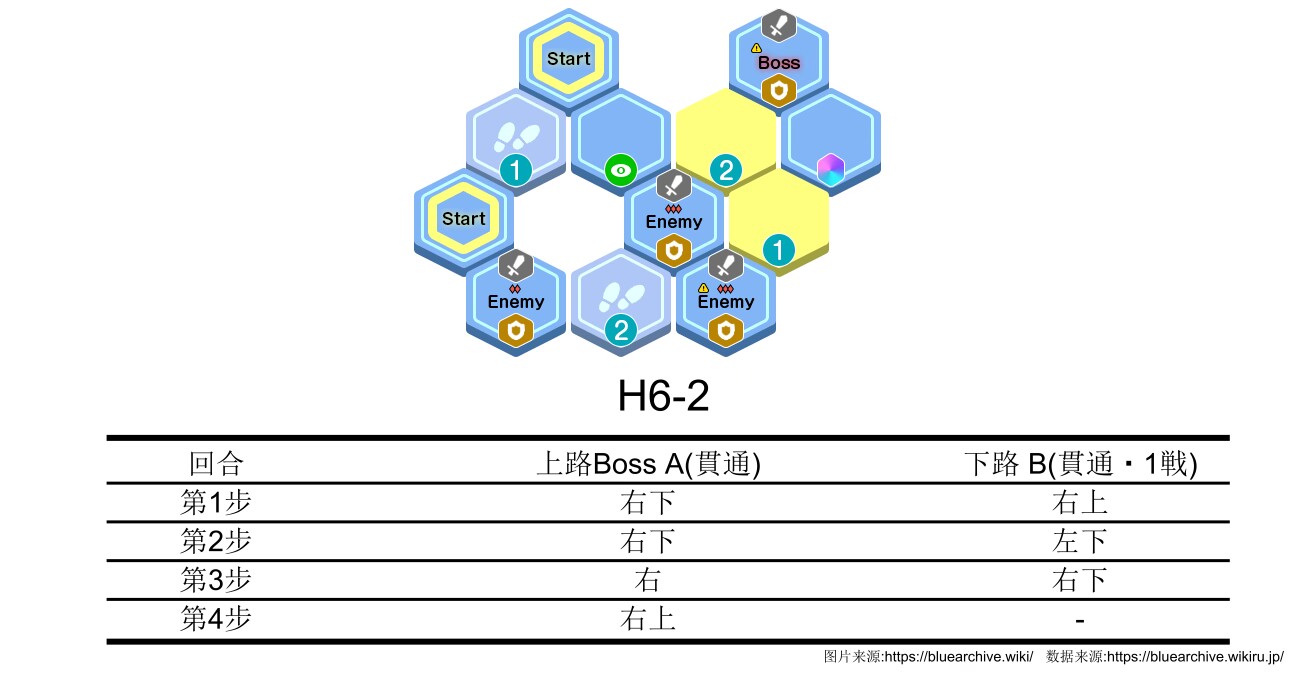 Start
Boss
1
2
Start
Enemy
1
Enemy
2
Enemy
H6-2
回合 上路Boss A(貫通) 下路 B(貫通・1戦)
第1步 右下 右上
第2步 右下 左下
第3步 右 右下
第4步 右上 -
图片来源:https://bluearchive.wiki/ 数据来源:https://bluearchive.wikiru.jp/